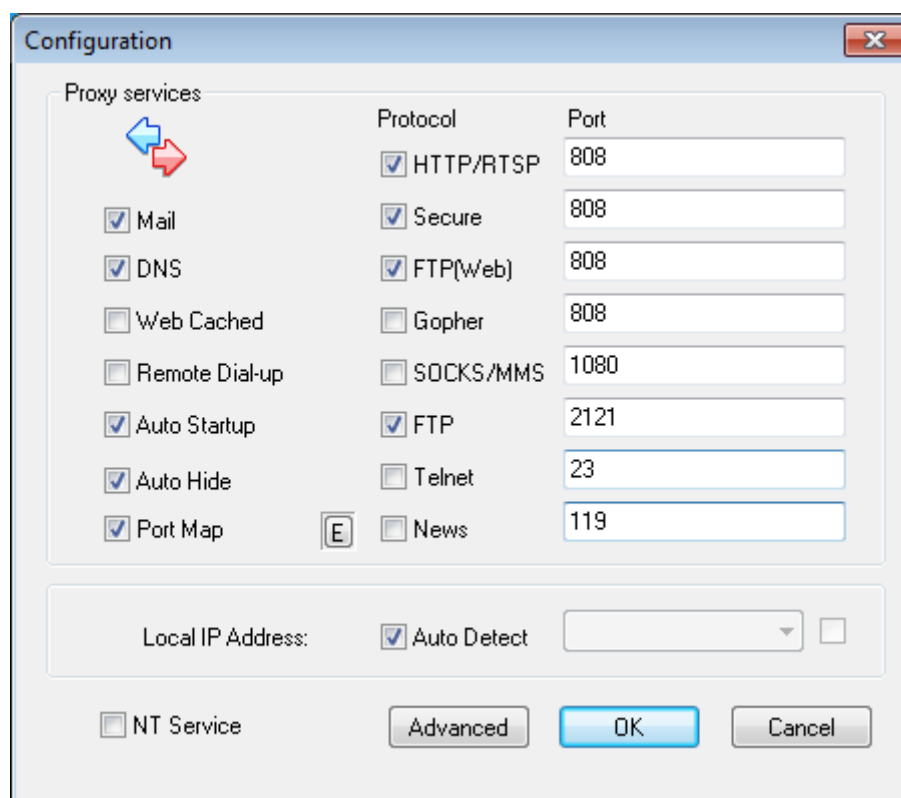 Configuration
Proxy services
Protocol Port
HTTP/RTSP 808
Mail Secure 808
DNS FTP(Web) 808
Web Cached Gopher 808
Remote Dial-up SOCKS/MMS 1080
Auto Startup FTP 2121
Auto Hide Telnet 23
Port Map E News 119
Local IP Address: Auto Detect
NT Service Advanced OK Cancel